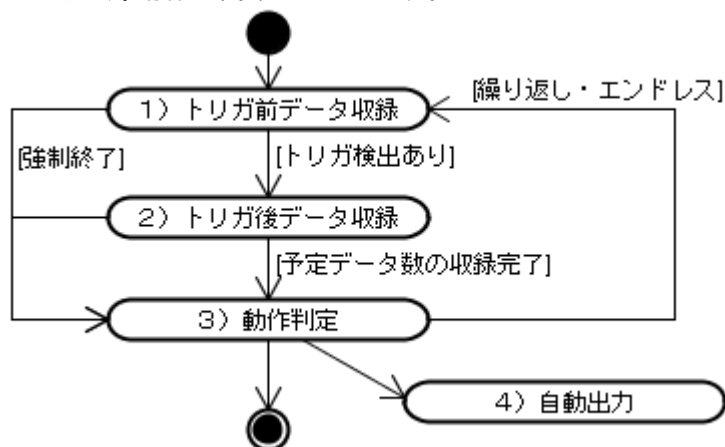 1）トリガ前データ収録
[繰り返し・エンドレス]
[強制終了]
[トリガ検出あり]
2）トリガ後データ収録
[予定データ数の収録完了]
3）動作判定
4）自動出力